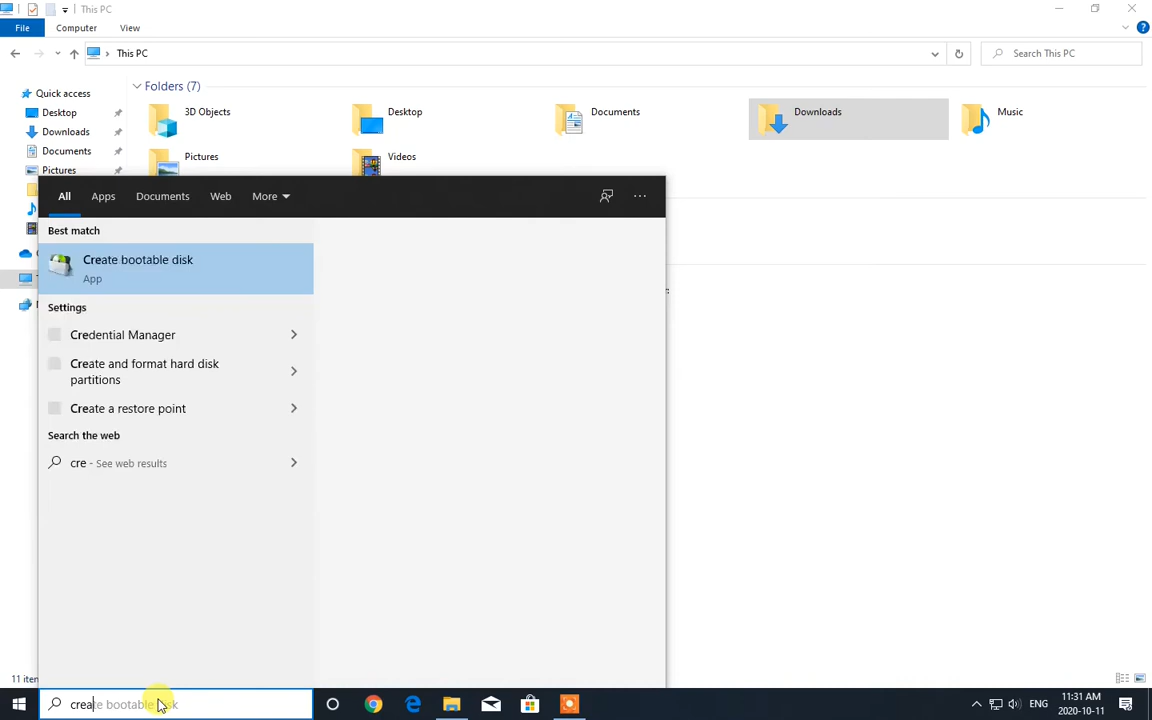 This PC
File Computer View
This PC
Search This PC
Quick access
Desktop
Downloads
Documents
Pictures
Folders (7)
3D Objects
Desktop
Documents
Downloads
Music
Pictures
Videos
All Apps Documents Web More
Best match
Create bootable disk
App
Settings
Credential Manager
Create and format hard disk
partitions
Create a restore point
Search the web
cre - See web results
create bootable disk
ENG
11:31 AM
2020-10-11